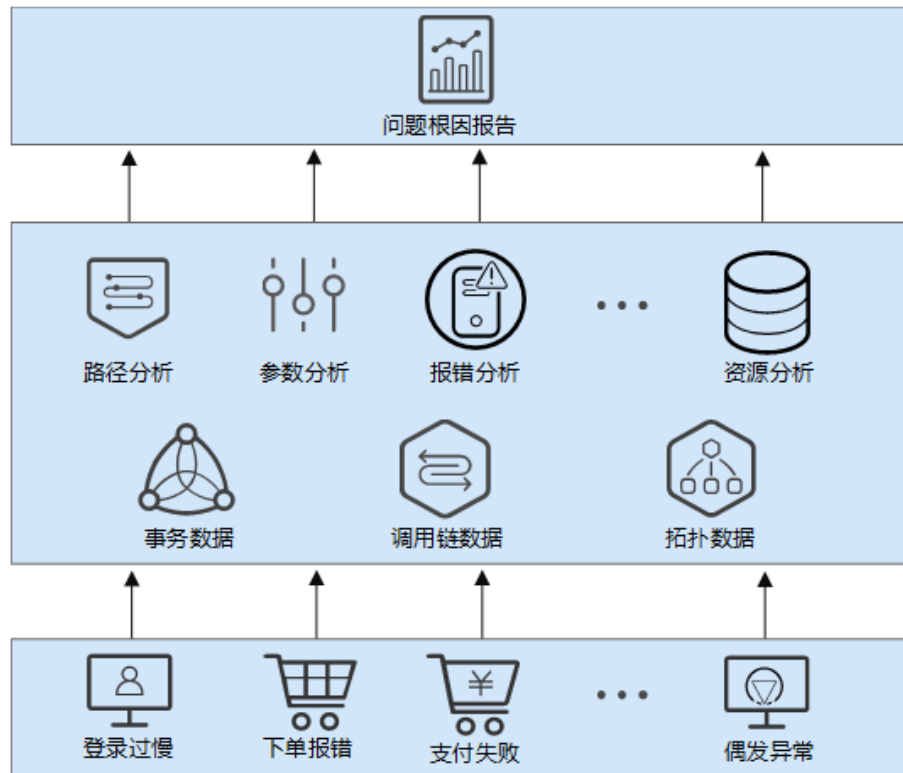 问题根因报告
路径分析 参数分析 报错分析 资源分析
事务数据 调用链数据 拓扑数据
¥
登录过慢 下单报错 支付失败 偶发异常